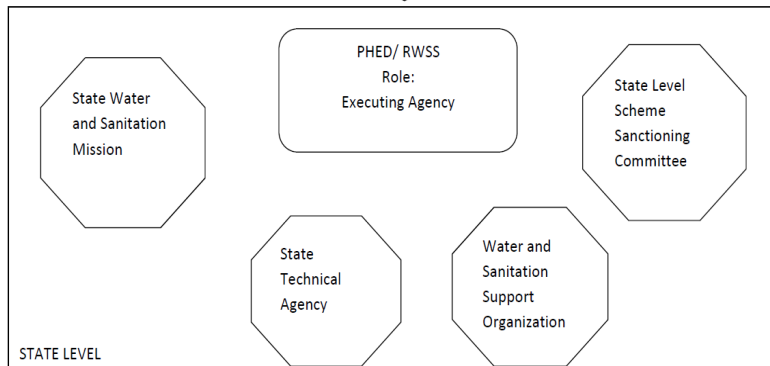 PHED/ RWSS
Role:
Executing Agency
State Water
and Sanitation
Mission
State Level
Scheme
Sanctioning
Committee
State
Technical
Agency
Water and
Sanitation
Support
Organization
STATE LEVEL